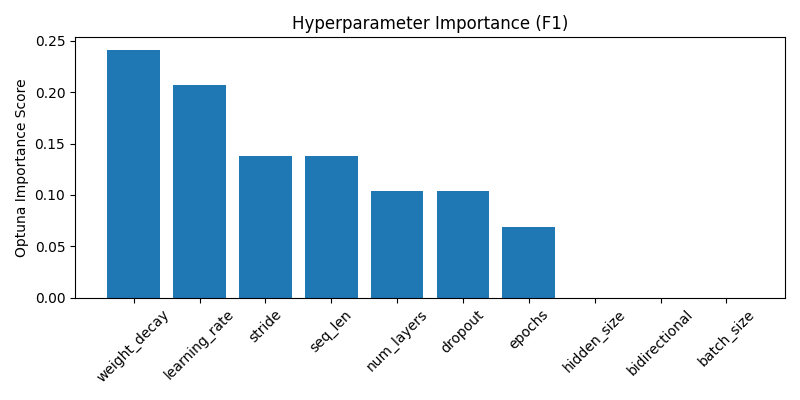 Hyperparameter Importance (F1)
Optuna Importance Score
0.25
0.20
0.15
0.10
0.05
0.00
weight_decay
learning_rate
stride
seq_len
num_layers
dropout
epochs
hidden_size
bidirectional
batch_size